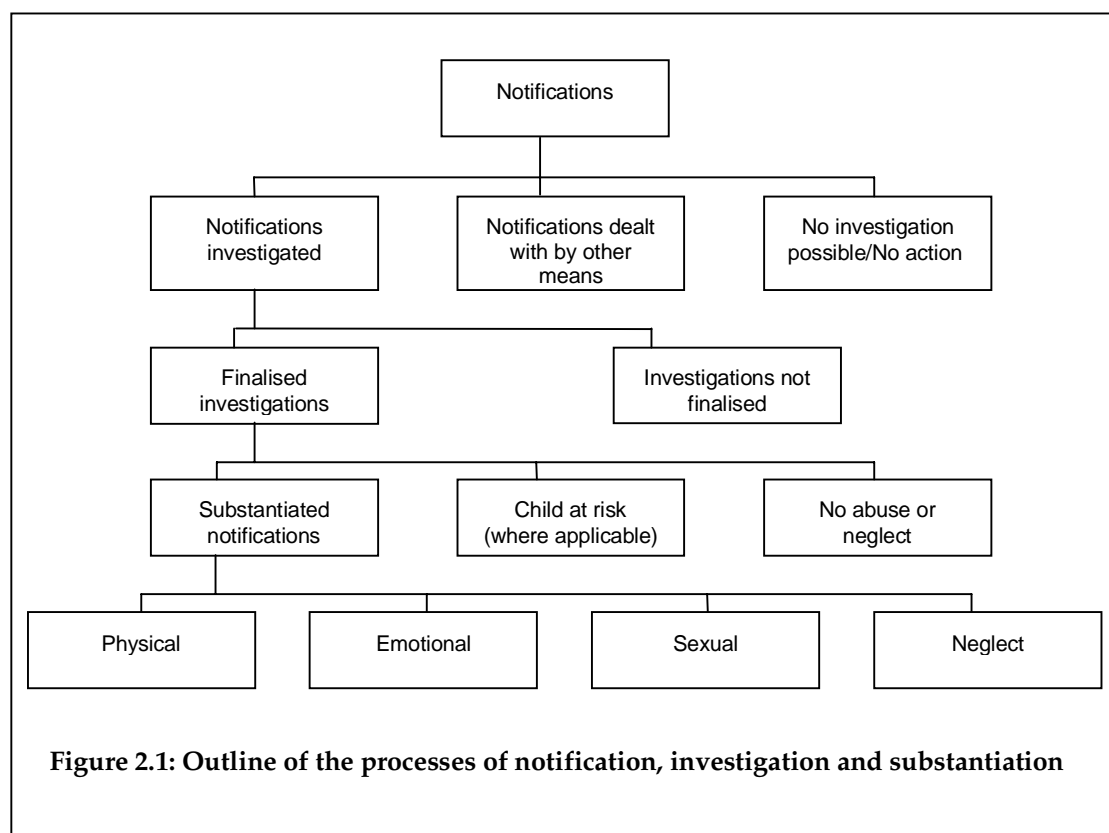 Notifications
Notifications
investigated
Notifications dealt
with by other
means
No investigation
possible/No action
Finalised
investigations
Investigations not
finalised
Substantiated
notifications
Child at risk
(where applicable)
No abuse or
neglect
Physical
Emotional
Sexual
Neglect
Figure 2.1: Outline of the processes of notification, investigation and substantiation